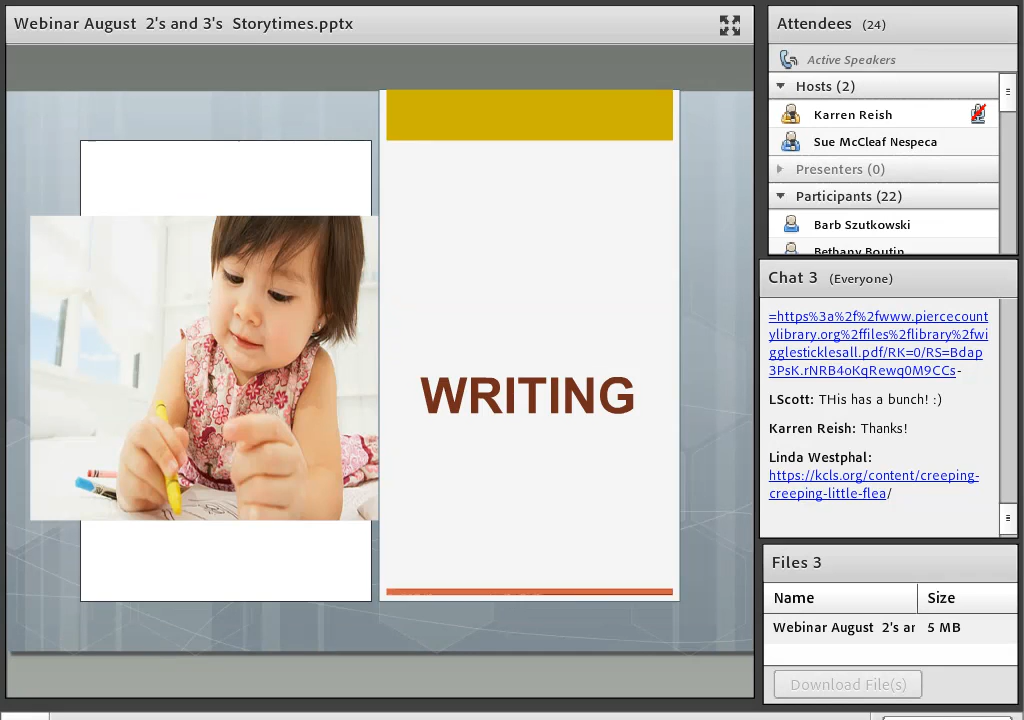 Webinar August 2's and 3's Storytimes.pptx
WRITING
Attendees (24)
Active Speakers
Hosts (2)
Karren Reish
Sue McCleaf Nespeca
Presenters (0)
Participants (22)
Barb Szutkowski
Bethany Boutin
Chat 3 (Everyone)
=https%3a%2f%2fwww.piercecount
ylibrary.org%2ffiles%2flibrary%2fwi
gglesticklesall.pdf/RK=0/RS=Bdap
3PsK.rNRB4oKqRewq0M9CCs-
LScott: THis has a bunch! :)
Karren Reish: Thanks!
Linda Westphal:
https://kcls.org/content/creeping-
creeping-little-flea/
Files 3
Name Size
Webinar August 2's ar 5 MB
Download File(s)